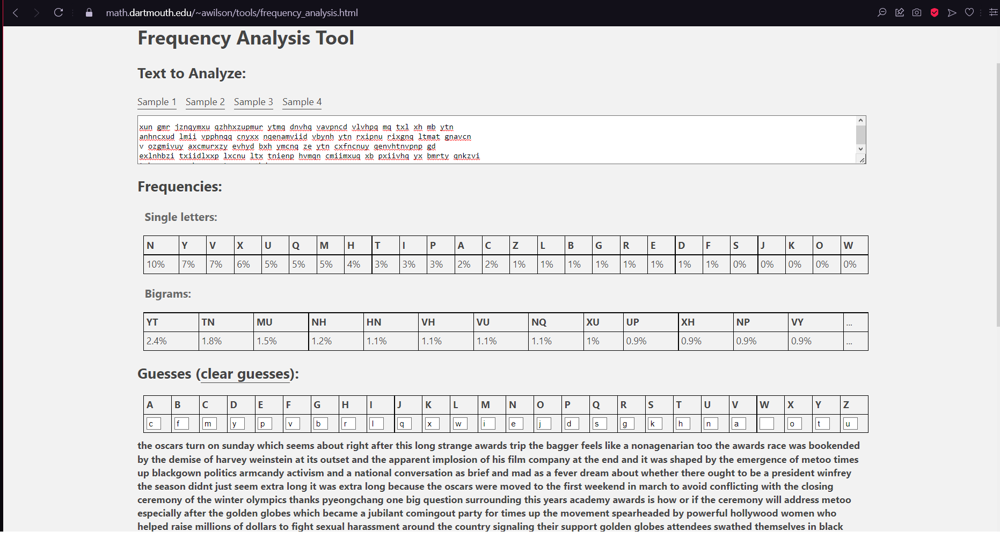 math.dartmouth.edu/~awilson/tools/frequency_analysis.html
Frequency Analysis Tool
Text to Analyze:
Sample 1 Sample 2 Sample 3 Sample 4
xun gmr jznqymxu qzhhxzupmur ytmq dnvhq vavpncd vlvhpq mq txl xh mb ytn
anhncxud lmii vpphnqq cnyxx nqenamviid vbynh ytn rxipnu rixgnq ltmat gnavcn
v ozgmivuy axcmurxzy evhyd bxh ymcnq ze ytn cxfncnuy qenvhtnvpnp gd
exlnhbzi txiidlxxp lxcnu ltx tnienp hvmqn cmiimxuq xb pxiivhq yx bmrty qnkzvi
Frequencies:
Single letters:
N Y V X U Q M H T I P A C Z L B G R E D F S J K O W
10% 7% 7% 6% 5% 5% 5% 4% 3% 3% 3% 2% 2% 1% 1% 1% 1% 1% 1% 1% 1% 0% 0% 0% 0% 0%
Bigrams:
YT TN MU NH HN VH VU NQ XU UP XH NP VY ...
2.4% 1.8% 1.5% 1.2% 1.1% 1.1% 1.1% 1.1% 1% 0.9% 0.9% 0.9% 0.9% ...
Guesses (clear guesses):
A B C D E F G H I J K L M N O P Q R S T U V W X Y Z
c f m y p v b r l q x w i e j d s g k h n a o t u
the oscars turn on sunday which seems about right after this long strange awards trip the bagger feels like a nonagenarian too the awards race was bookended
by the demise of harvey weinstein at its outset and the apparent implosion of his film company at the end and it was shaped by the emergence of metoo times
up blackgown politics armcandy activism and a national conversation as brief and mad as a fever dream about whether there ought to be a president winfrey
the season didnt just seem extra long it was extra long because the oscars were moved to the first weekend in march to avoid conflicting with the closing
ceremony of the winter olympics thanks pyeongchang one big question surrounding this years academy awards is how or if the ceremony will address metoo
especially after the golden globes which became a jubilant comingout party for times up the movement spearheaded by powerful hollywood women who
helped raise millions of dollars to fight sexual harassment around the country signaling their support golden globes attendees swathed themselves in black